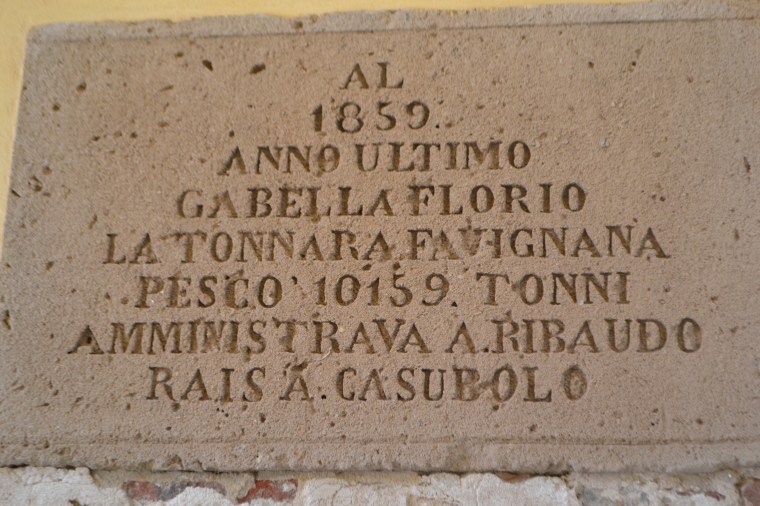 AL
1859.
ANNO ULTIMO
GABELLA FLORIO
LA TONNARA FAVIGNANA
PESCO' 10159. TONNI
AMMINISTRAVA A.RIBAUDO
RAIS A.CASUBOLO